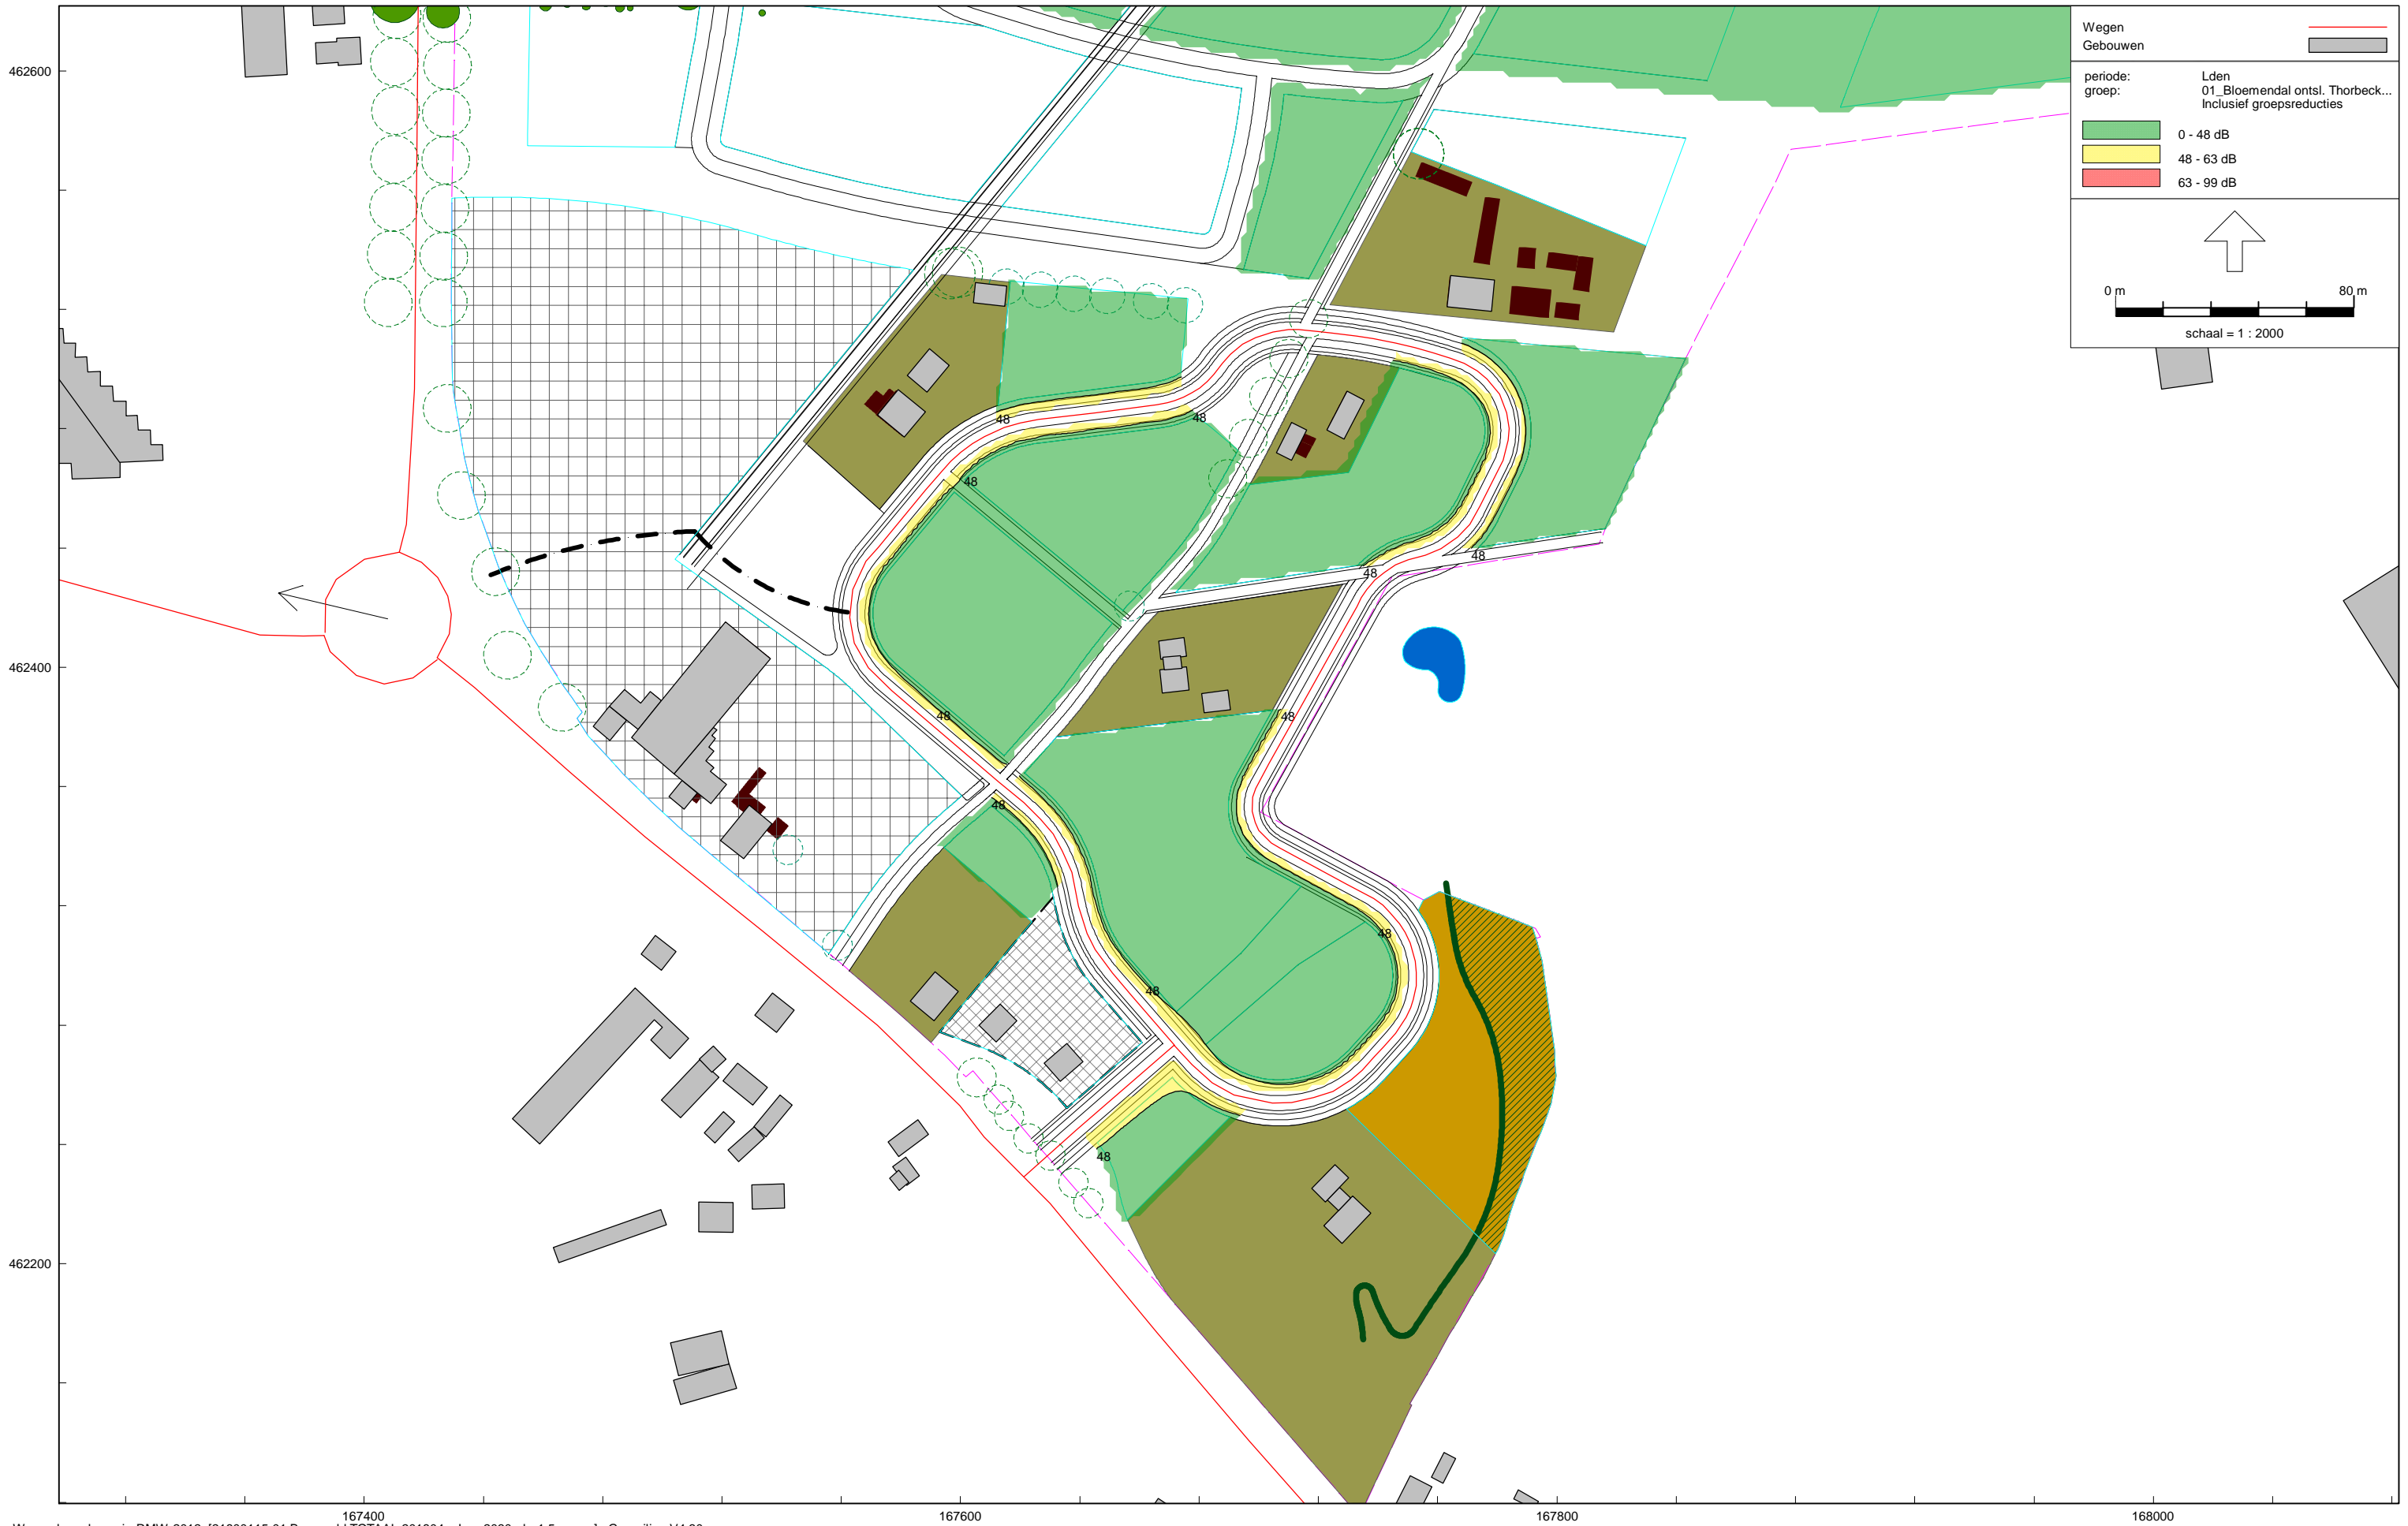 Wegen
Gebouwen
periode: Lden
groep: 01_Bloemendal ontsl. Thorbeck...
Inclusief groepsreducties
0 - 48 dB
48 - 63 dB
63 - 99 dB
0 m 80 m
schaal = 1 : 2000
462600
48
48
48
48
48
462400
48
48
48
48
48
48
462200
167400
167600
167800
168000